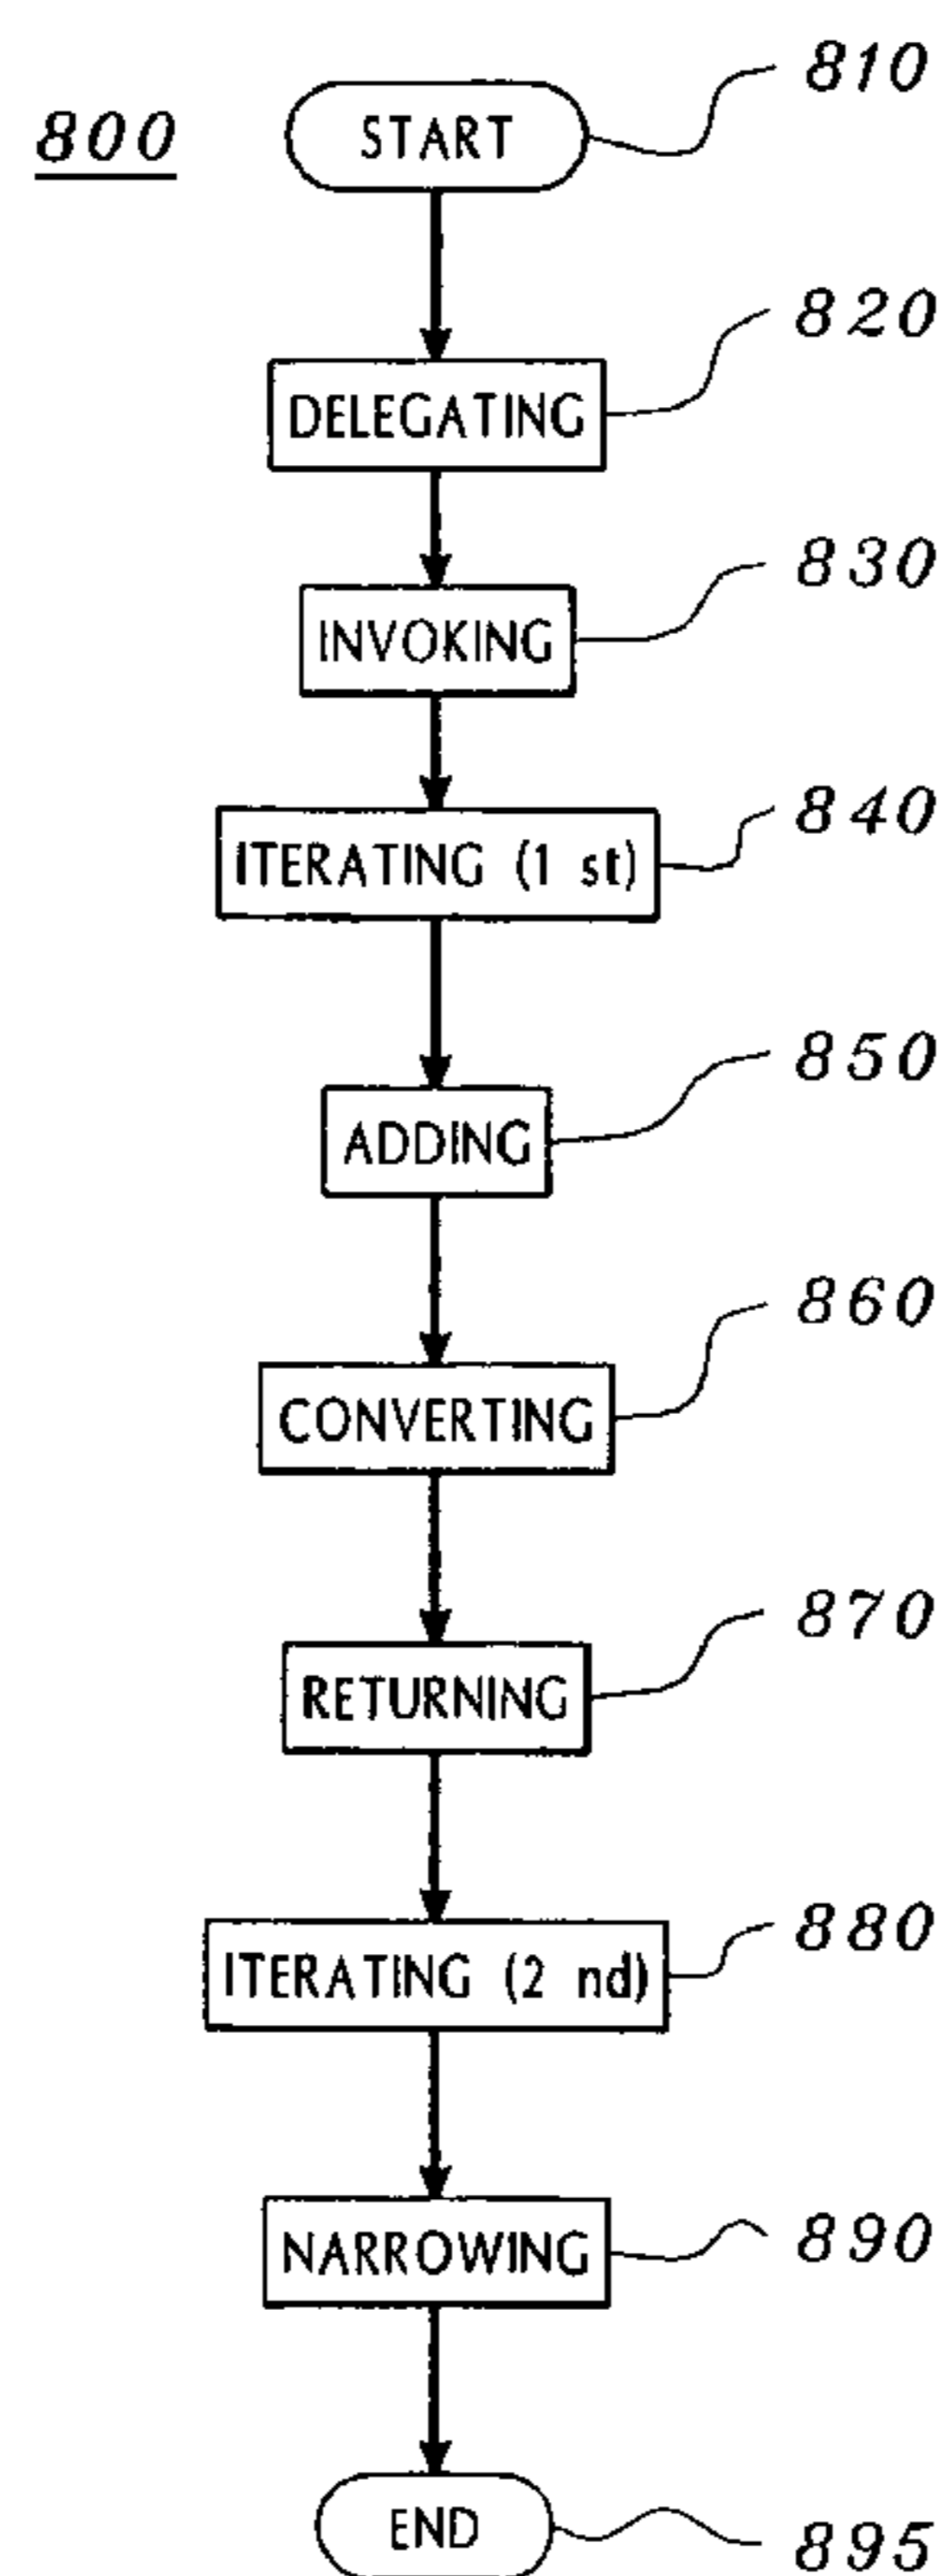 810
800
START
820
DELEGATING
830
INVOKING
840
ITERATING (1 st)
850
ADDING
860
CONVERTING
870
RETURNING
880
ITERATING (2 nd)
890
NARROWING
END
895